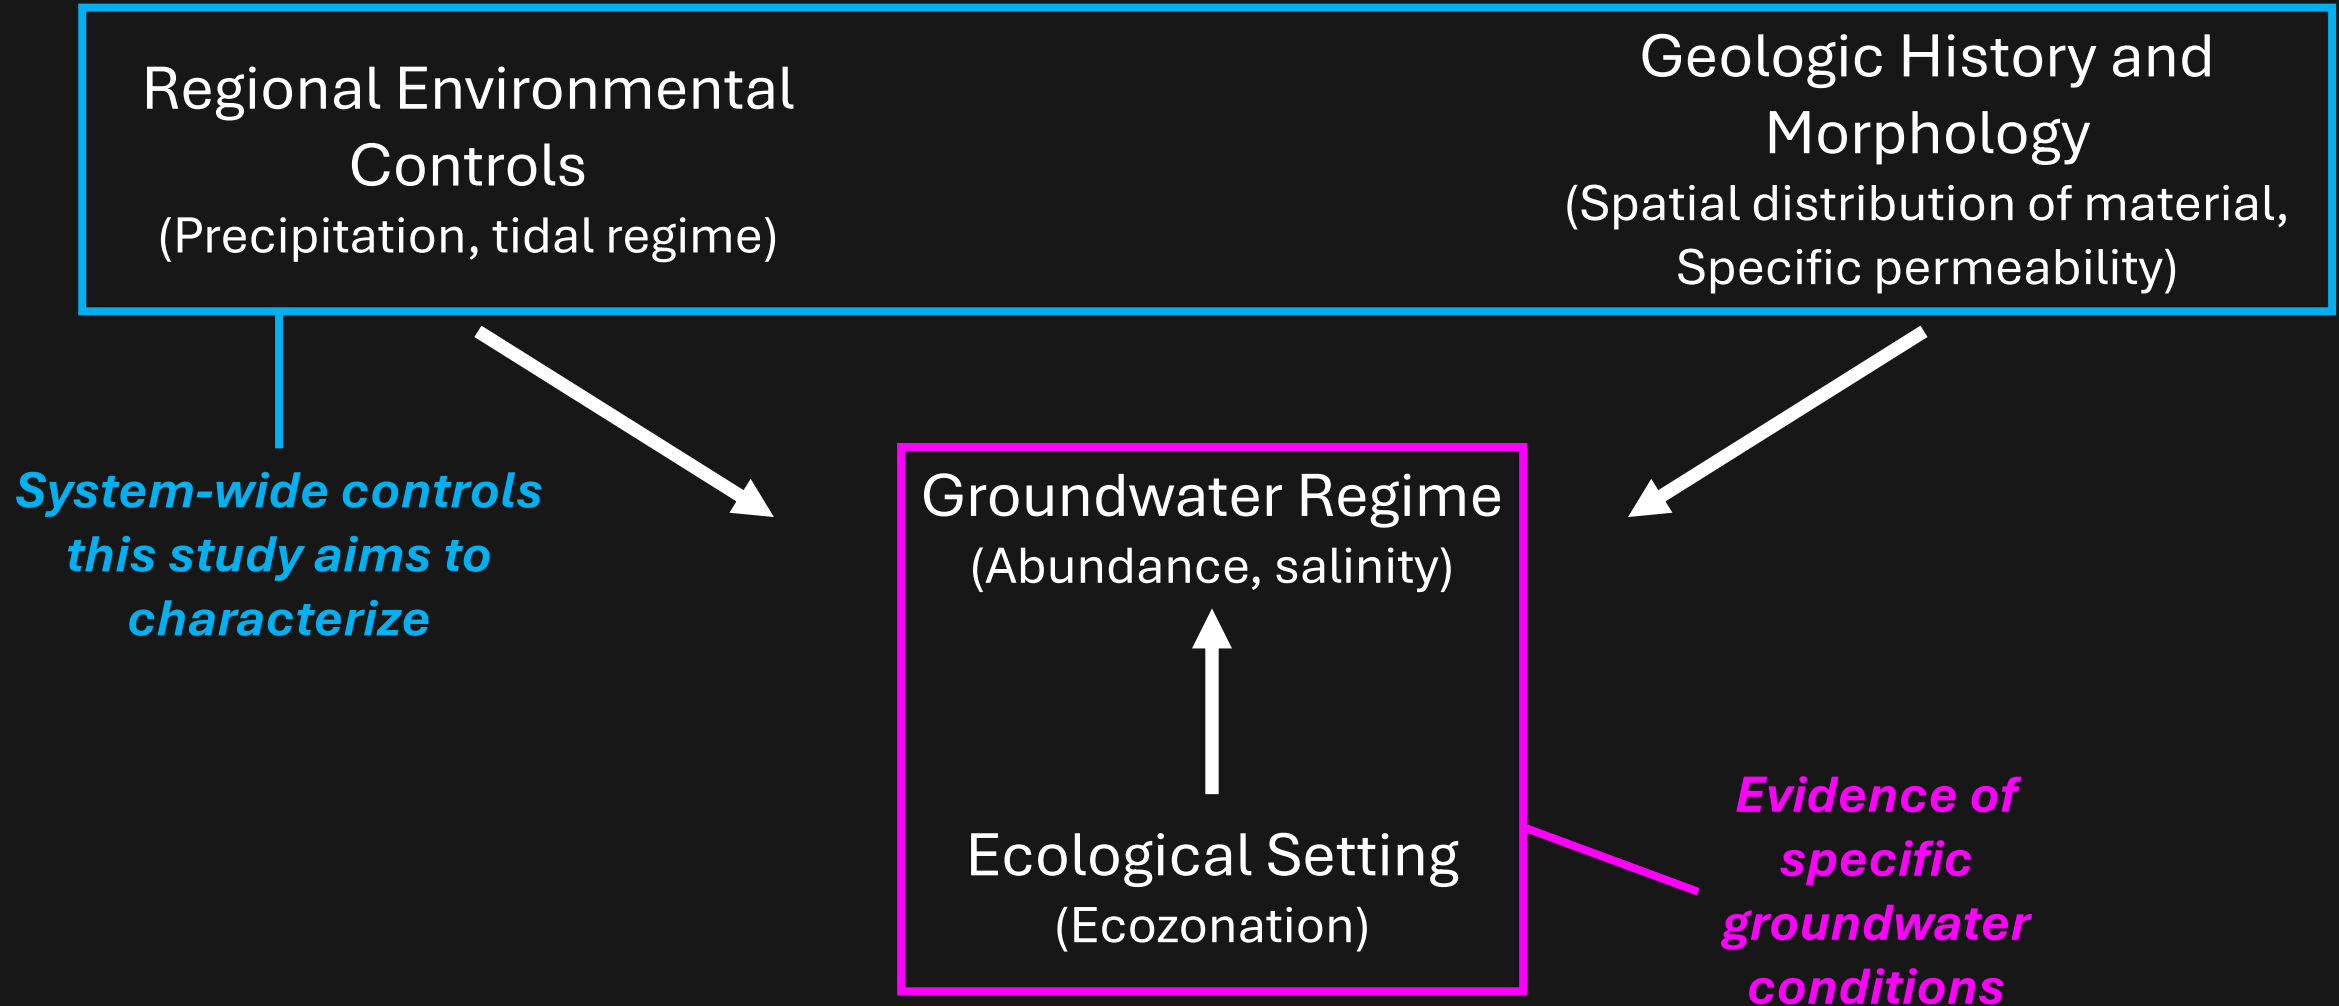 Regional Environmental
Controls
(Precipitation, tidal regime)
Geologic History and
Morphology
(Spatial distribution of material,
Specific permeability)
System-wide controls
this study aims to
characterize
Groundwater Regime
(Abundance, salinity)
Ecological Setting
(Ecozonation)
Evidence of
specific
groundwater
conditions